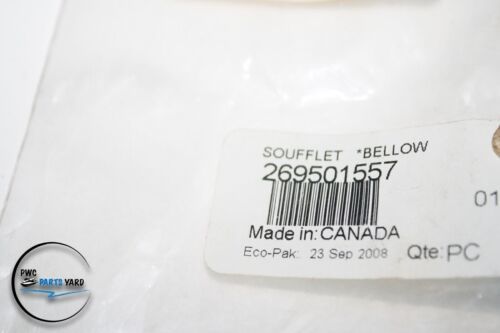 SOUFFLET *BELLOW
269501557
01
Made in: CANADA
Eco-Pak: 23 Sep 2008 Qte: PC
PWC
PARTS YARD